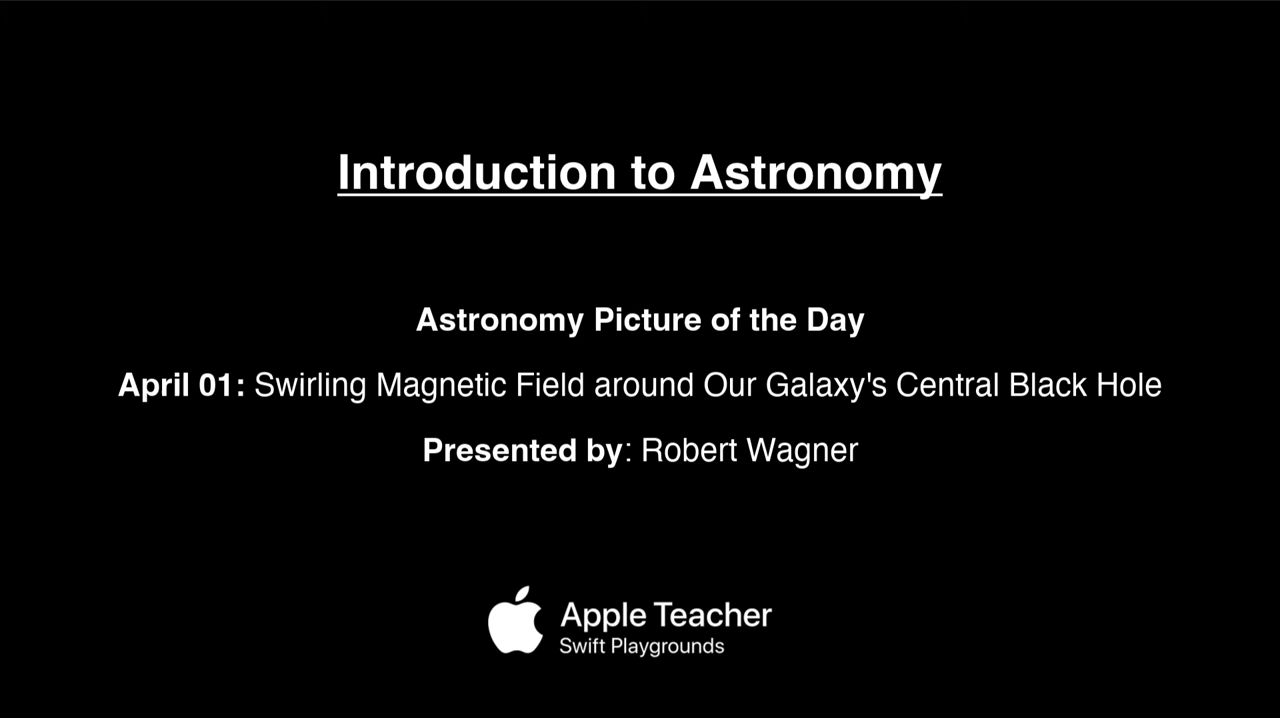 Introduction to Astronomy
Astronomy Picture of the Day
April 01: Swirling Magnetic Field around Our Galaxy's Central Black Hole
Presented by: Robert Wagner
Apple Teacher
Swift Playgrounds